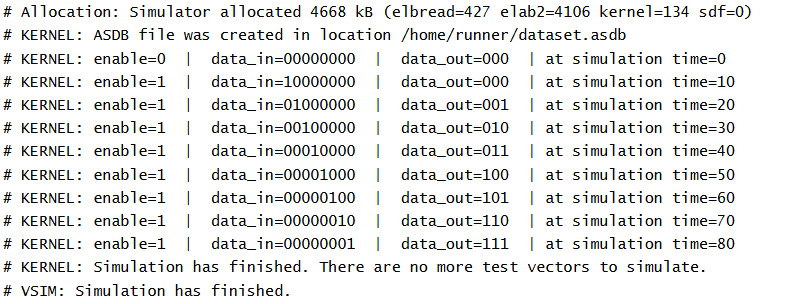 # Allocation: Simulator allocated 4668 kB (elbread=427 elab2=4106 kernel=134 sdf=0)
# KERNEL: ASDB file was created in location /home/runner/dataset.asdb
# KERNEL: enable=0 | data_in=00000000 | data_out=000 | at simulation time=0
# KERNEL: enable=1 | data_in=10000000 | data_out=000 | at simulation time=10
# KERNEL: enable=1 | data_in=01000000 | data_out=001 | at simulation time=20
# KERNEL: enable=1 | data_in=00100000 | data_out=010 | at simulation time=30
# KERNEL: enable=1 | data_in=00010000 | data_out=011 | at simulation time=40
# KERNEL: enable=1 | data_in=00001000 | data_out=100 | at simulation time=50
# KERNEL: enable=1 | data_in=00000100 | data_out=101 | at simulation time=60
# KERNEL: enable=1 | data_in=00000010 | data_out=110 | at simulation time=70
# KERNEL: enable=1 | data_in=00000001 | data_out=111 | at simulation time=80
# KERNEL: Simulation has finished. There are no more test vectors to simulate.
# VSIM: Simulation has finished.